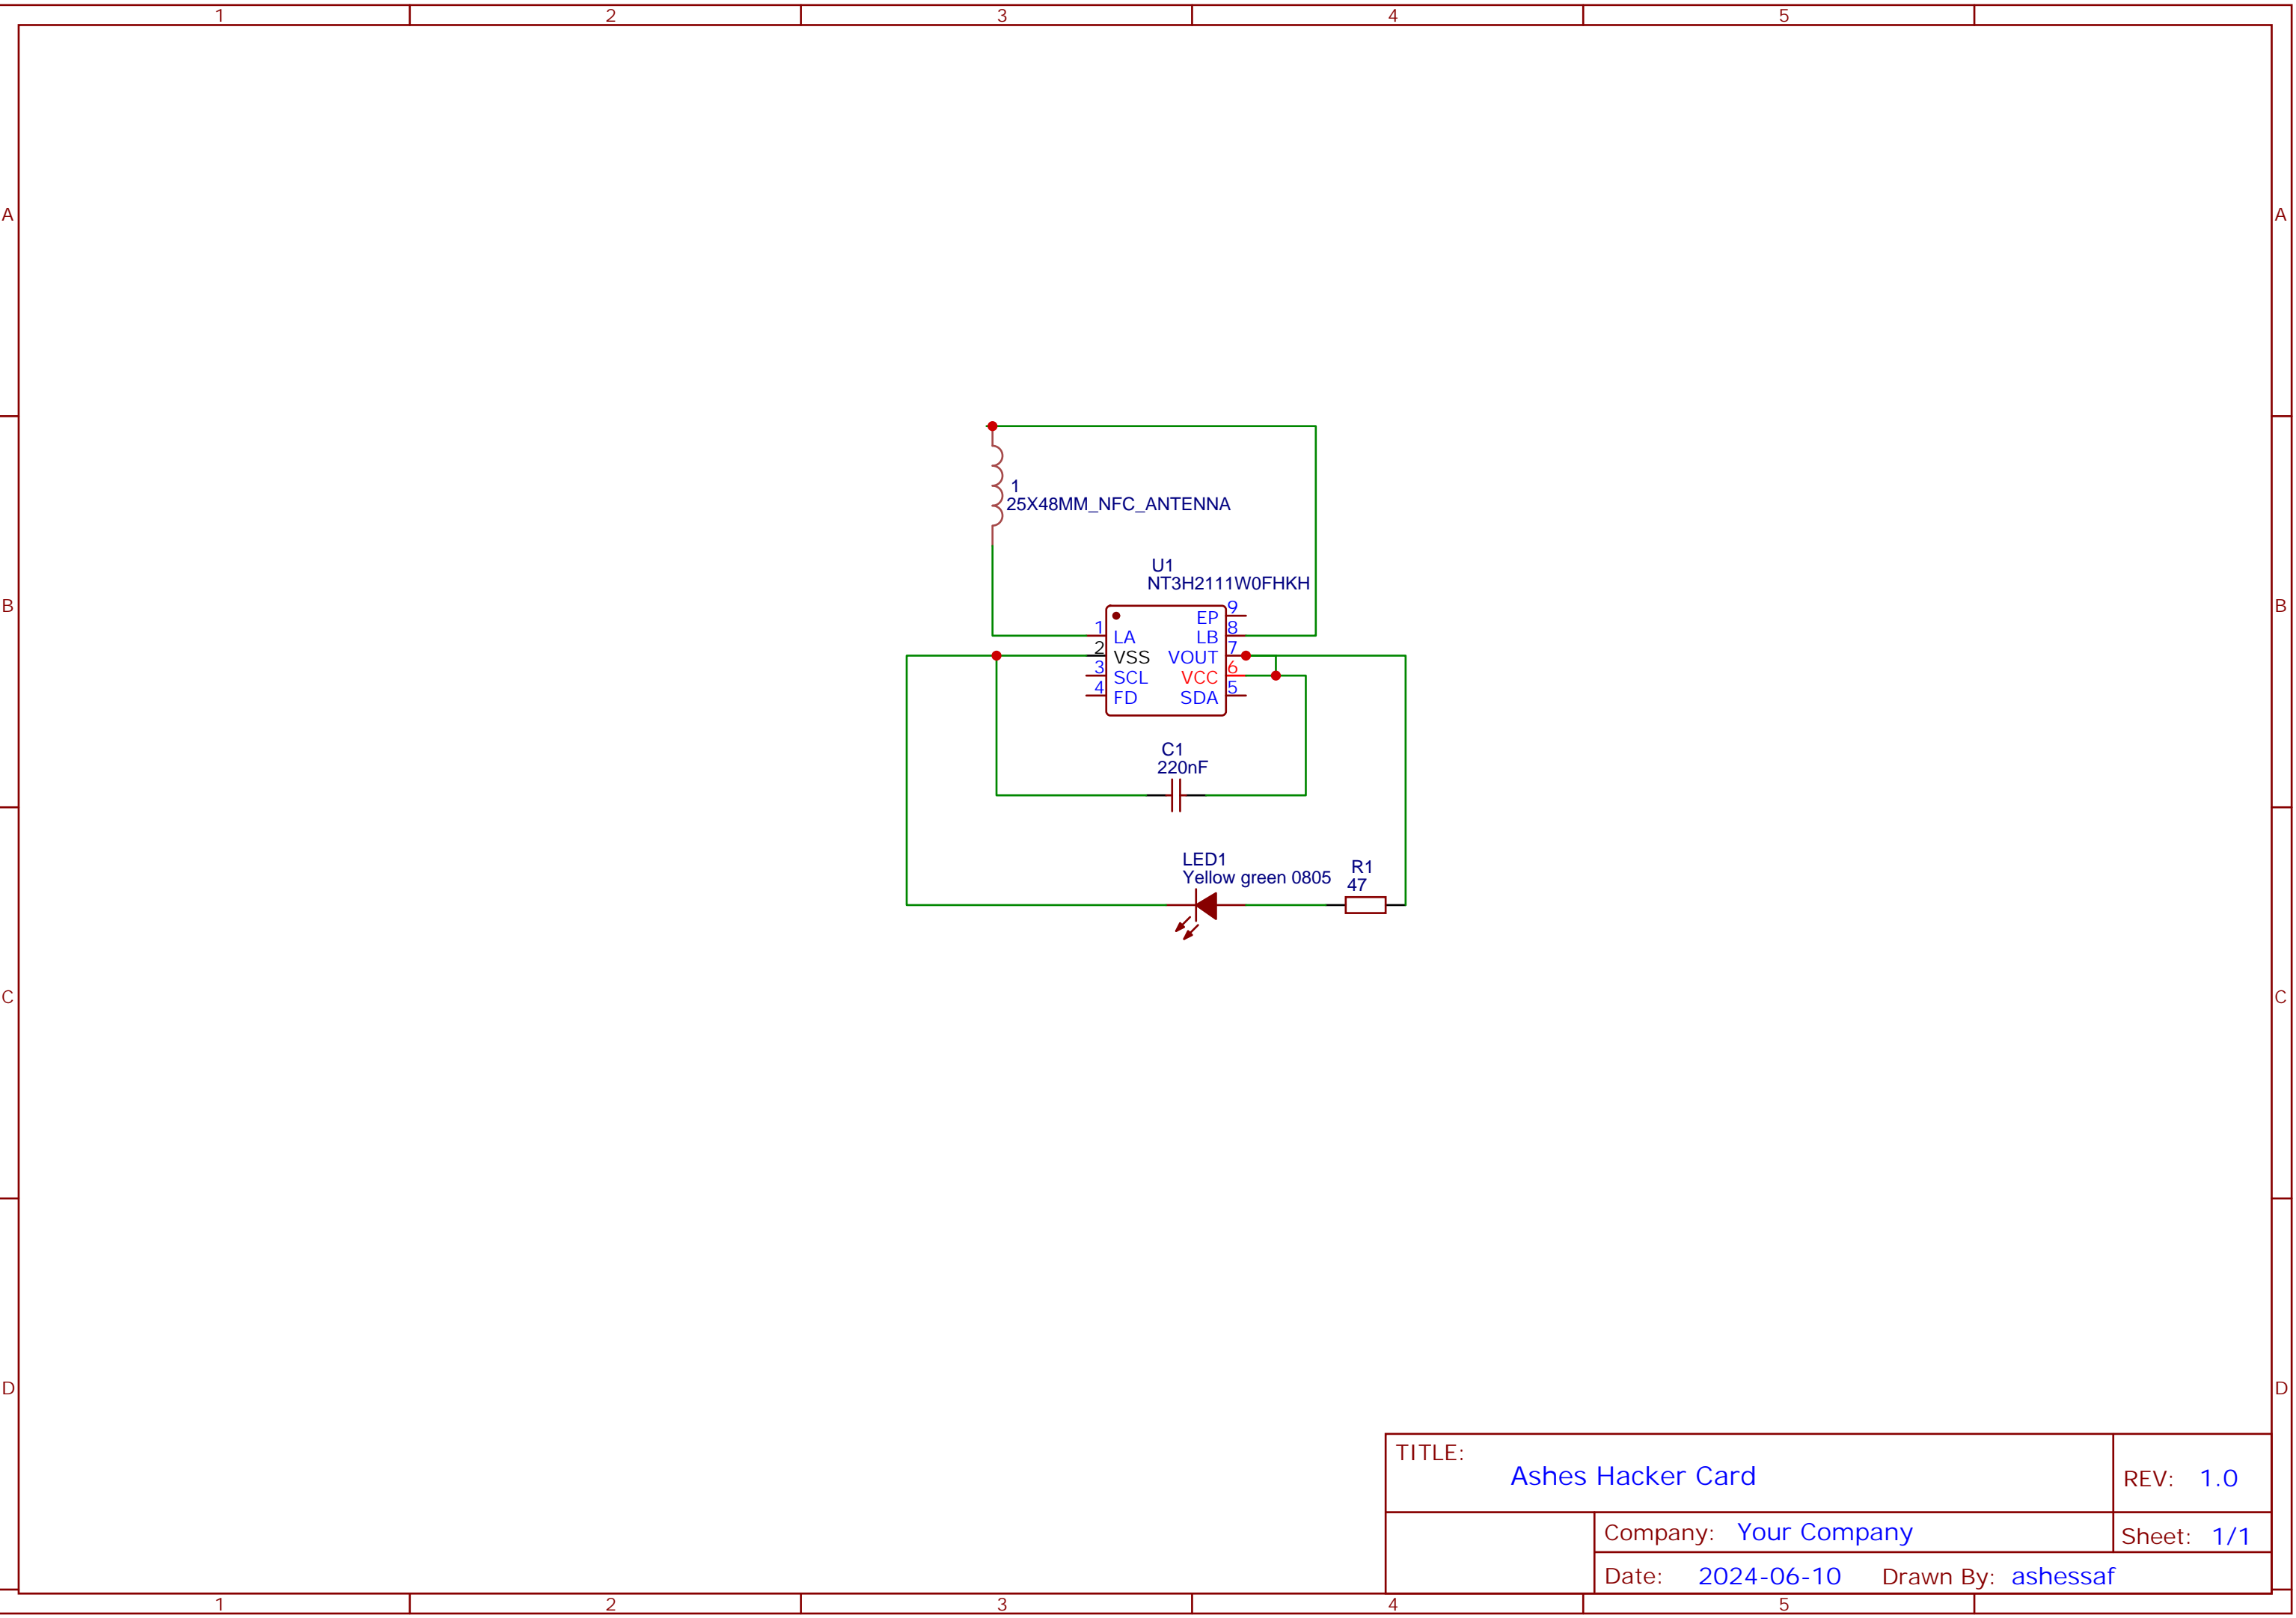 1 2 3 4 5
A A
1
25X48MM_NFC_ANTENNA
U1
NT3H2111W0FHKH
B B
EP 9
1 LA LB 8
2 VSS VOUT 7
3 SCL VCC 6
4 FD SDA 5
C1
220nF
LED1
Yellow green 0805
R1
47
C C
D D
TITLE:
Ashes Hacker Card
REV: 1.0
Company: Your Company
Sheet: 1/1
Date: 2024-06-10 Drawn By: ashessaf
1 2 3 4 5